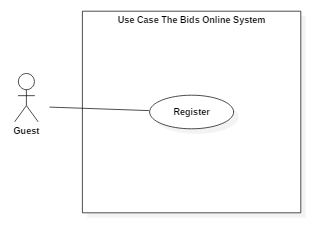 Use Case The Bids Online System
Register
Guest